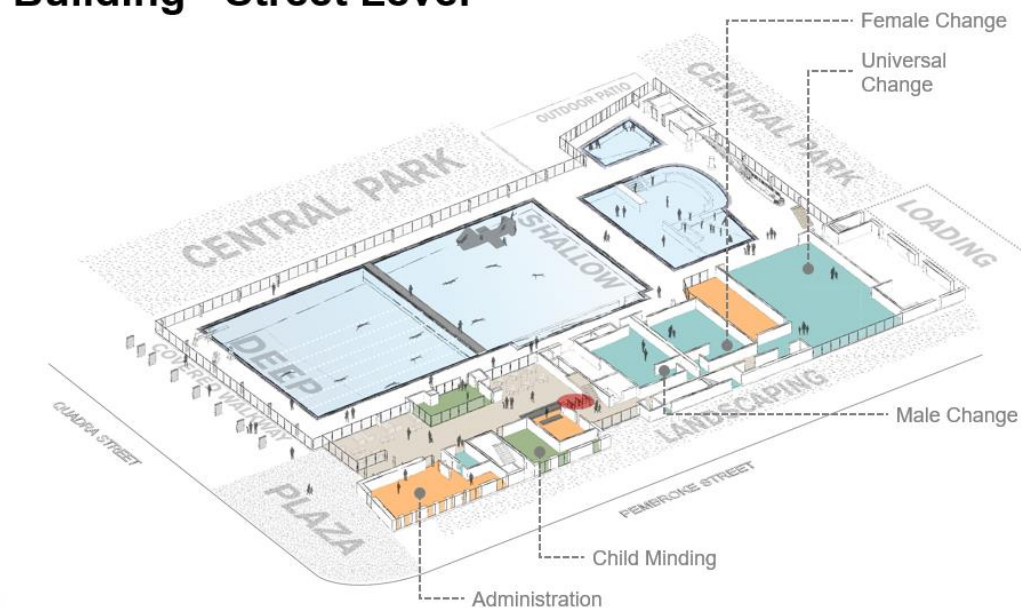 Building - Street Level
Female Change
Universal
Change
CENTRAL PARK
OUTDOOR PATIO
CENTRAL PARK
LOADING
SHALLOW
DEEP
COVERED WALKWAY
QUADRA STREET
LANDSCAPING
Male Change
PLAZA
PEMBROKE STREET
Child Minding
Administration